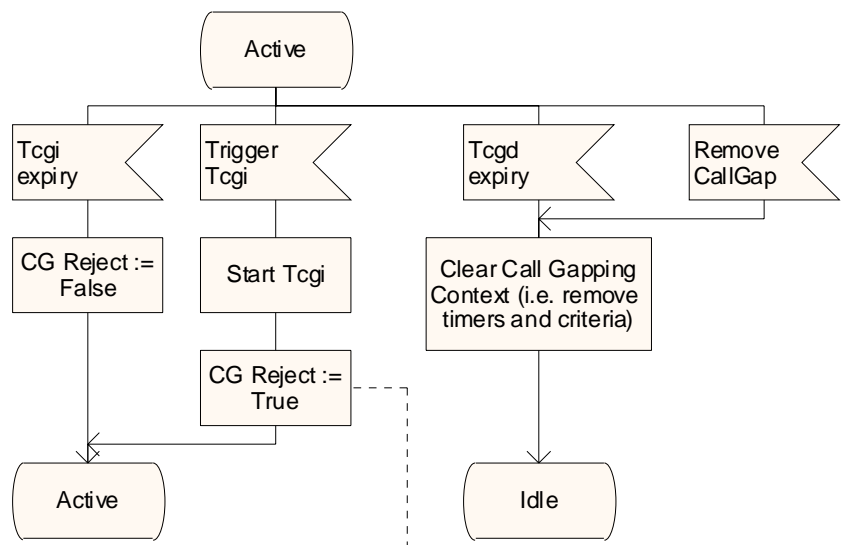 Active
Tcgi
expiry
Trigger
Tcgi
Tcgd
expiry
Remove
CallGap
CG Reject :=
False
Start Tcgi
Clear Call Gapping
Context (i.e. remove
timers and criteria)
CG Reject :=
True
Active
Idle